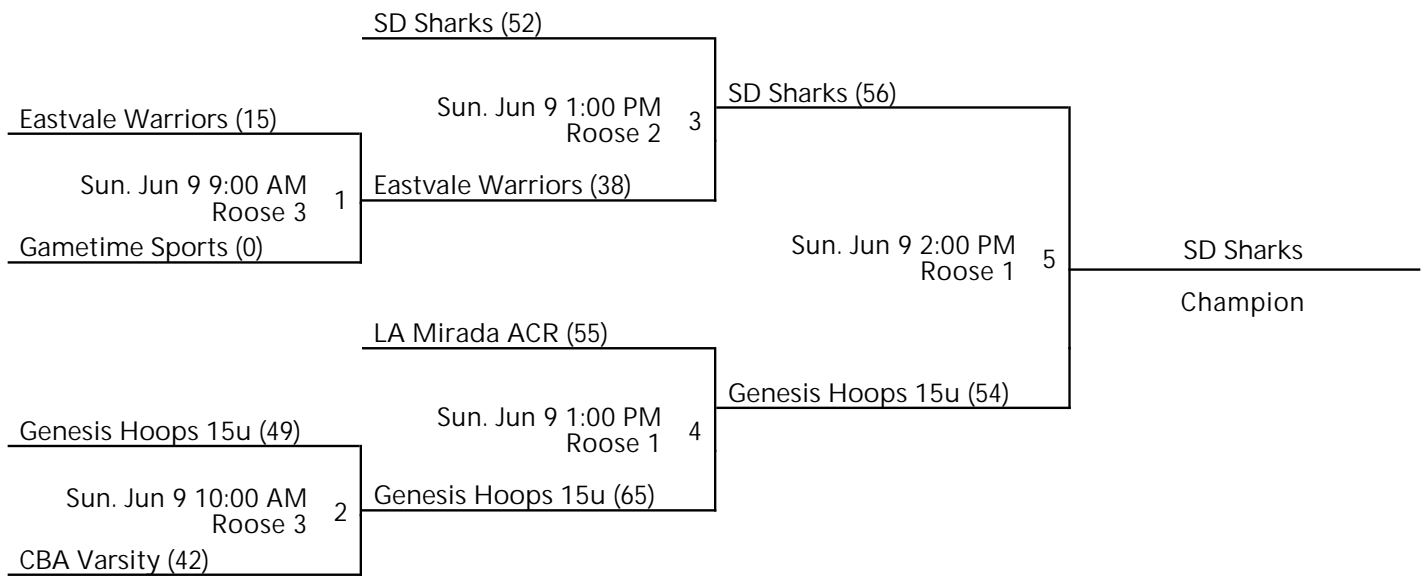 SD Sharks (52)
SD Sharks (56)
Sun. Jun 9 1:00 PM
Roose 2
3
Eastvale Warriors (15)
Sun. Jun 9 9:00 AM
Roose 3
1
Eastvale Warriors (38)
Gametime Sports (0)
Sun. Jun 9 2:00 PM
Roose 1
5
SD Sharks
Champion
LA Mirada ACR (55)
Genesis Hoops 15u (54)
Sun. Jun 9 1:00 PM
Roose 1
4
Genesis Hoops 15u (49)
Sun. Jun 9 10:00 AM
Roose 3
2
Genesis Hoops 15u (65)
CBA Varsity (42)